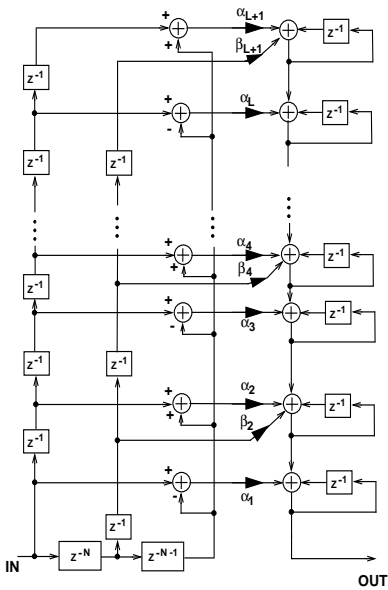 + α_{L+1}
+ β_{L+1} z⁻¹
z⁻¹
+ α_L z⁻¹
-
z⁻¹ z⁻¹
+ α_4 z⁻¹
+ β_4
z⁻¹
+ z⁻¹
- α_3
z⁻¹ z⁻¹
+ α_2 z⁻¹
+ β_2
z⁻¹
+ z⁻¹
- α_1
z⁻¹
IN z^{-N} z^{-N-1} OUT